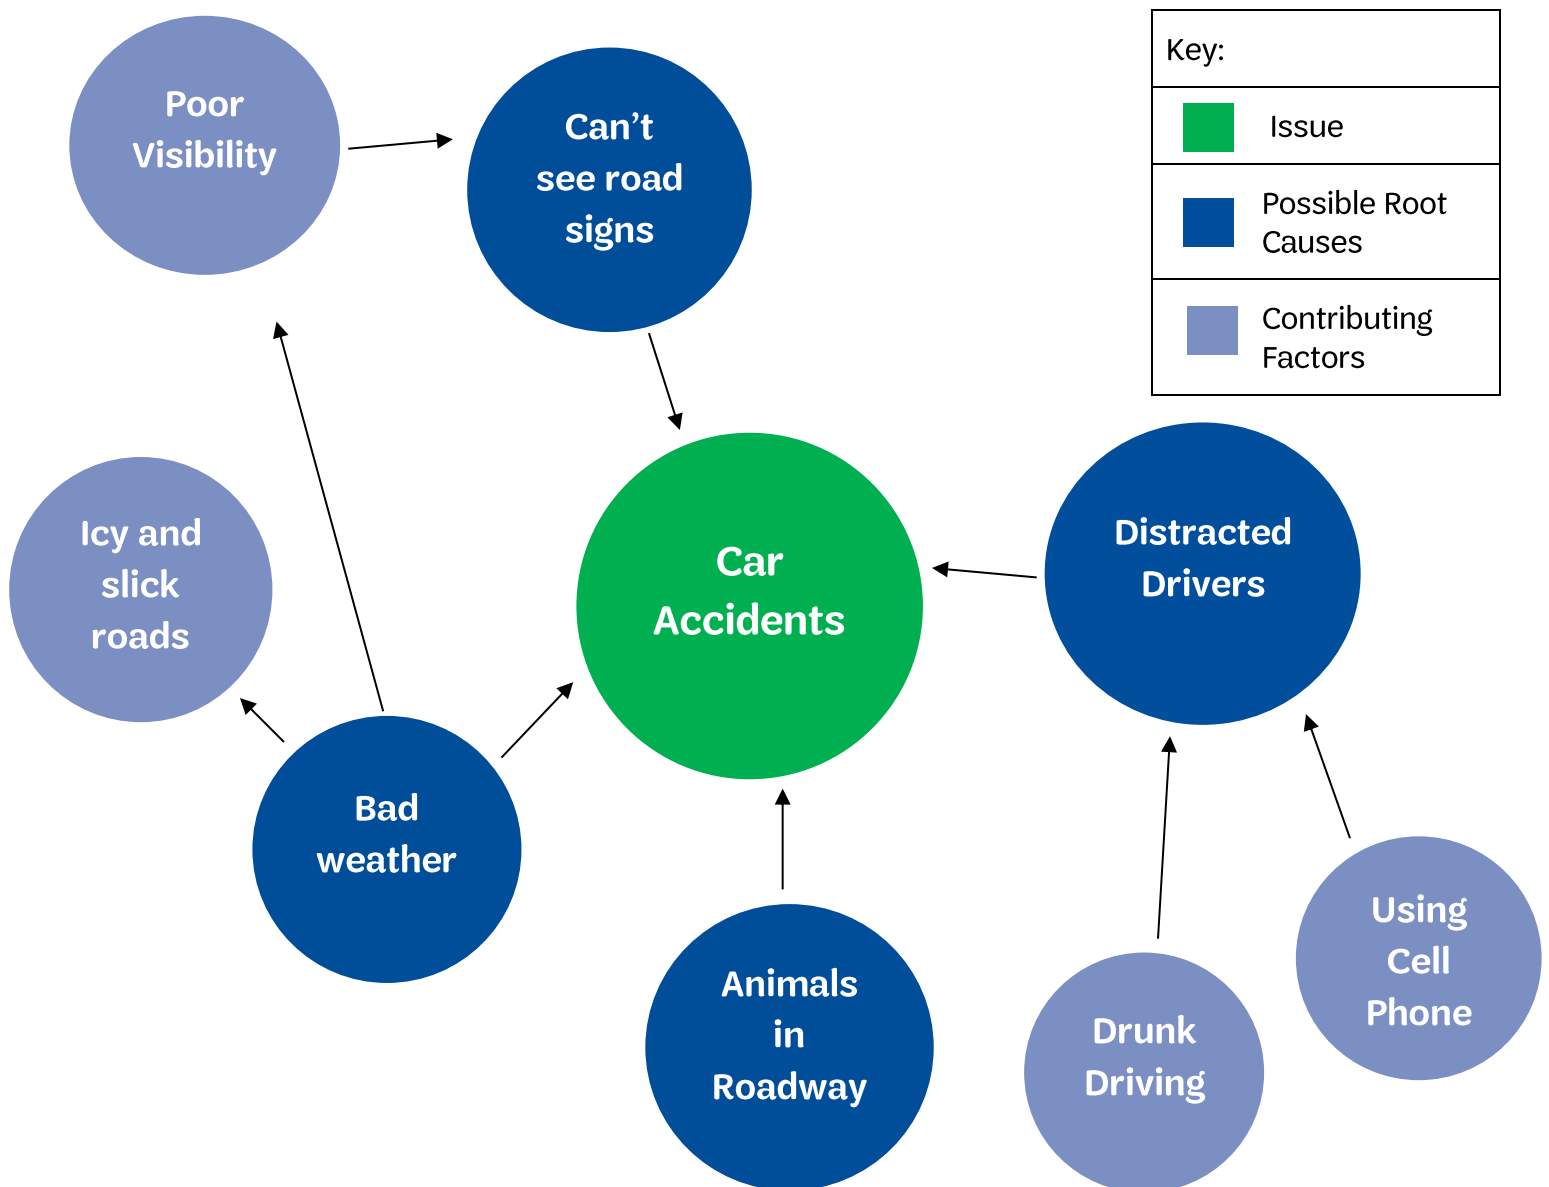 Poor
Visibility
Can’t
see road
signs
Key:
Issue
Possible Root
Causes
Contributing
Factors
Icy and
slick
roads
Car
Accidents
Distracted
Drivers
Bad
weather
Animals
in
Roadway
Drunk
Driving
Using
Cell
Phone